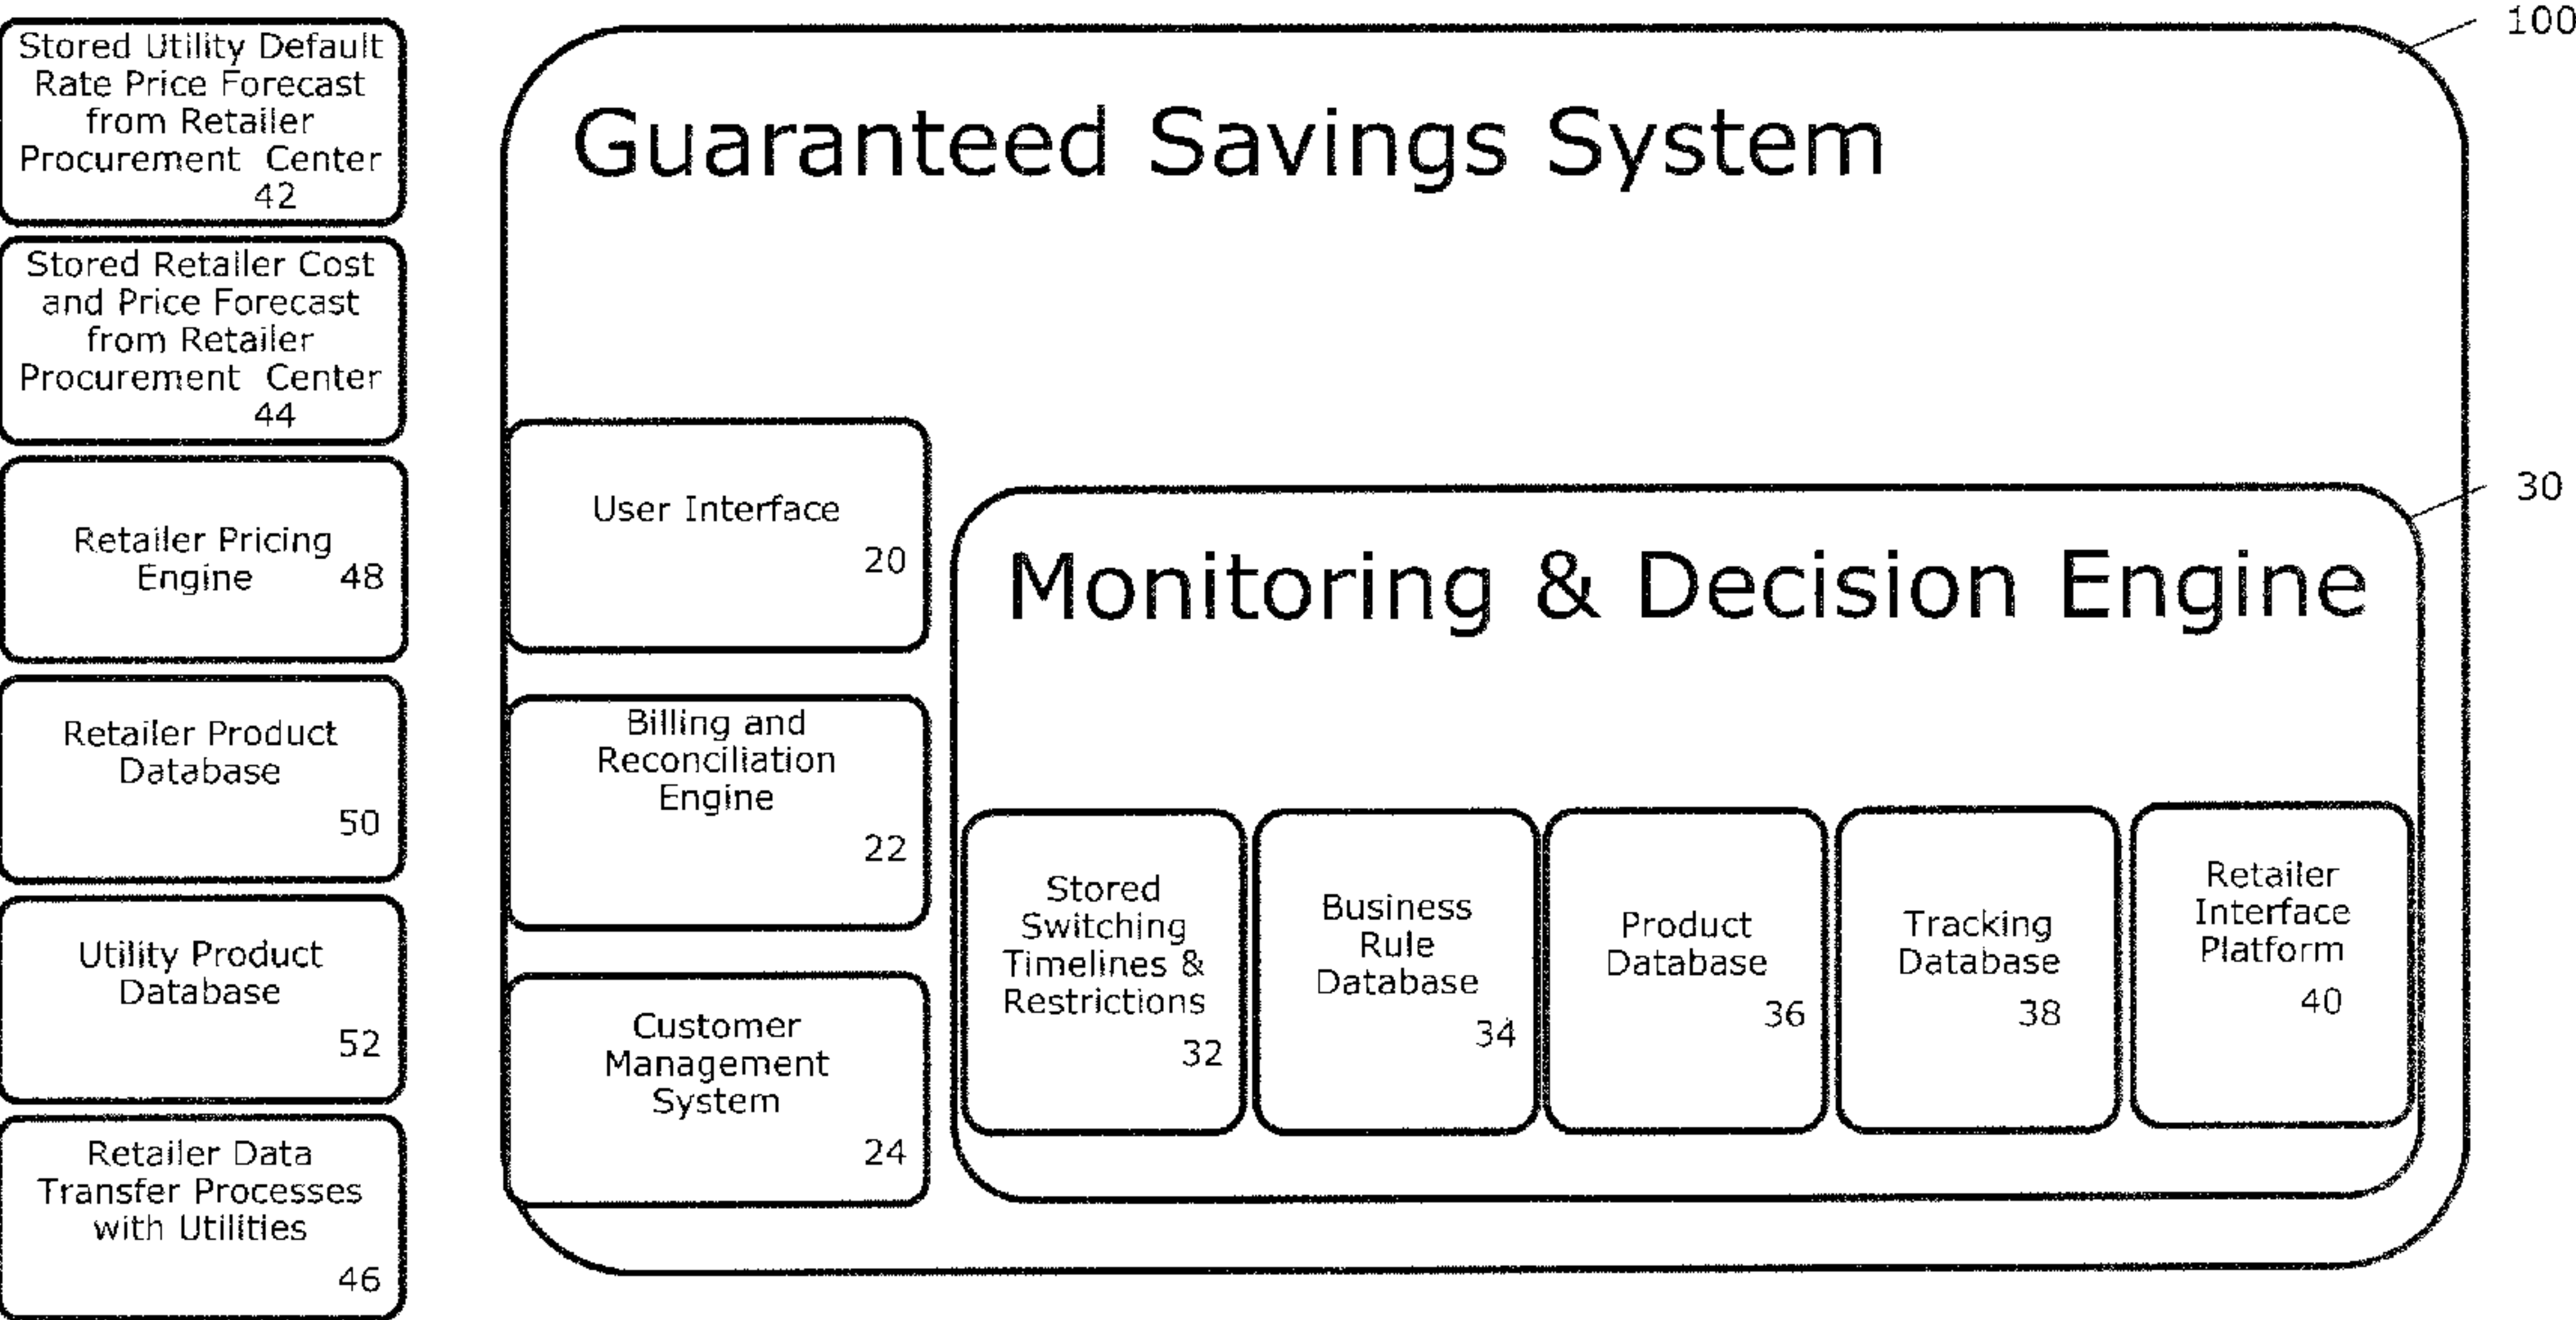 Stored Utility Default
Rate Price Forecast
from Retailer
Procurement Center
42
Stored Retailer Cost
and Price Forecast
from Retailer
Procurement Center
44
Retailer Pricing
Engine 48
Retailer Product
Database
50
Utility Product
Database
52
Retailer Data
Transfer Processes
with Utilities
46
100
Guaranteed Savings System
User Interface
20
Billing and
Reconciliation
Engine
22
Customer
Management
System
24
30
Monitoring & Decision Engine
Stored
Switching
Timelines &
Restrictions
32
Business
Rule
Database
34
Product
Database
36
Tracking
Database
38
Retailer
Interface
Platform
40